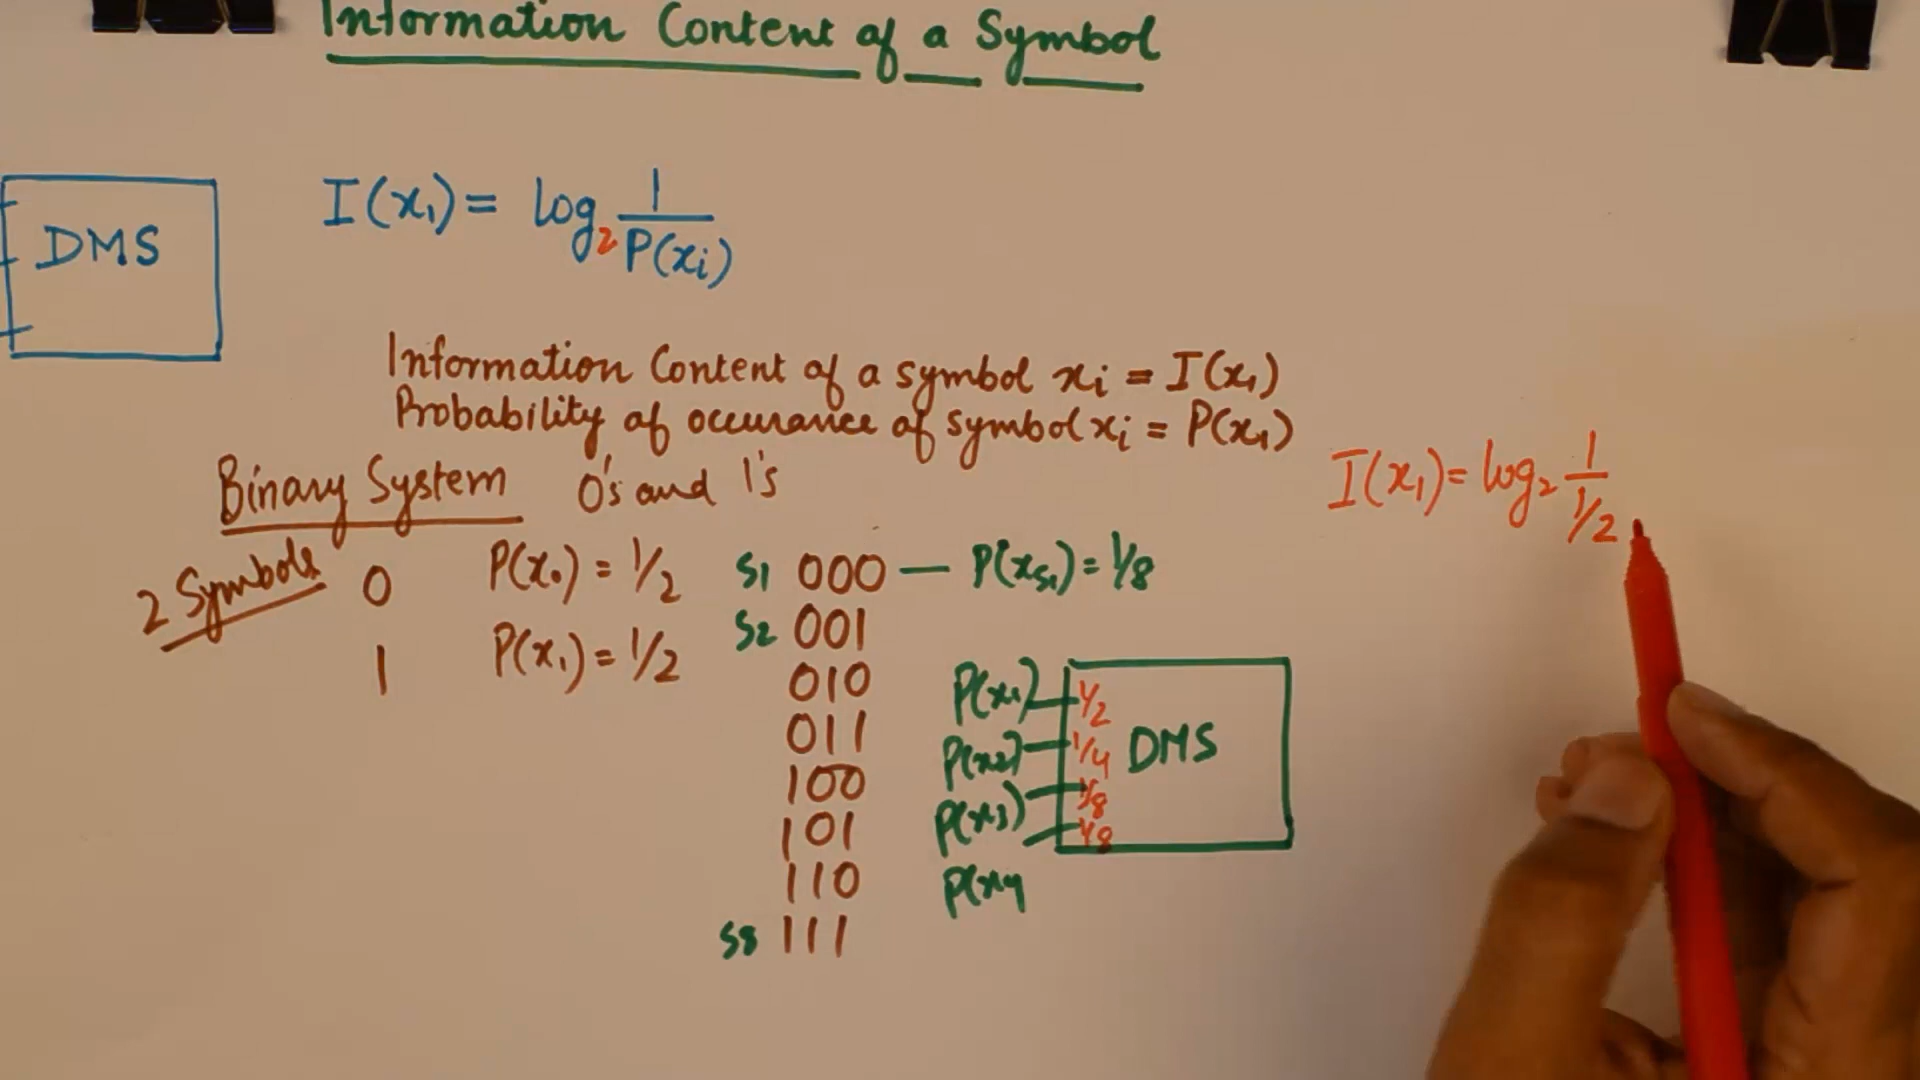 Information Content of a Symbol
DMS
I(x₁) = log₂ 1/P(xi)
Information Content of a symbol xi = I(x₁)
Probability of occurance of symbol xi = P(x₁)
Binary System 0's and 1's
I(x₁) = log₂ 1/1/2
2 Symbols
0 P(x₀) = 1/2
1 P(x₁) = 1/2
S1 000 — P(xS₁) = 1/8
S2 001
010
011
100
101
110
S8 111
P(x1) 1/2
P(x2) 1/4
P(x3) 1/8
P(x4 1/8
DMS